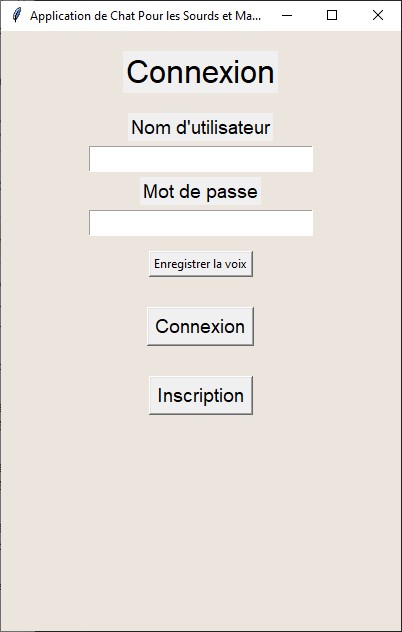 Application de Chat Pour les Sourds et Ma...
Connexion
Nom d'utilisateur
Mot de passe
Enregistrer la voix
Connexion
Inscription